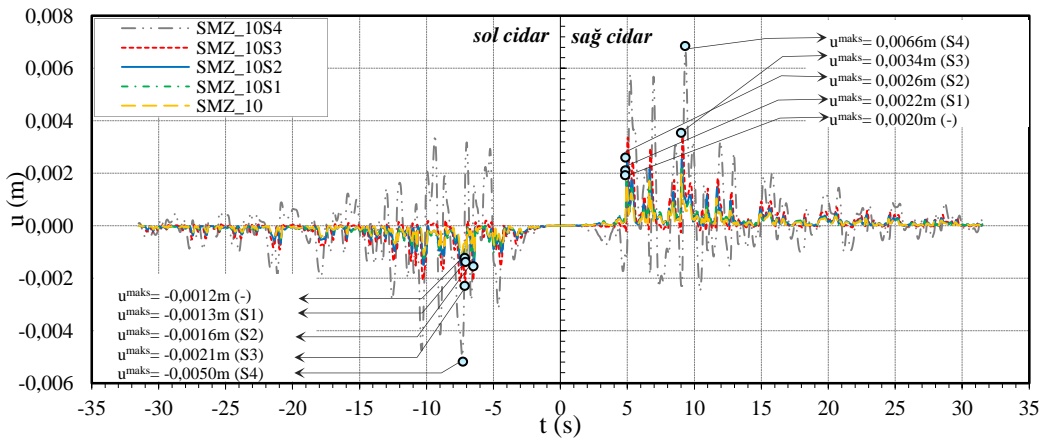 0,008
0,006
0,004
0,002
0,000
-0,002
-0,004
-0,006
u (m)
SMZ_10S4
SMZ_10S3
SMZ_10S2
SMZ_10S1
SMZ_10
sol cidar
sağ cidar
u^maks= 0,0066m (S4)
u^maks= 0,0034m (S3)
u^maks= 0,0026m (S2)
u^maks= 0,0022m (S1)
u^maks= 0,0020m (-)
u^maks= -0,0012m (-)
u^maks= -0,0013m (S1)
u^maks= -0,0016m (S2)
u^maks= -0,0021m (S3)
u^maks= -0,0050m (S4)
-35 -30 -25 -20 -15 -10 -5 0 5 10 15 20 25 30 35
t (s)